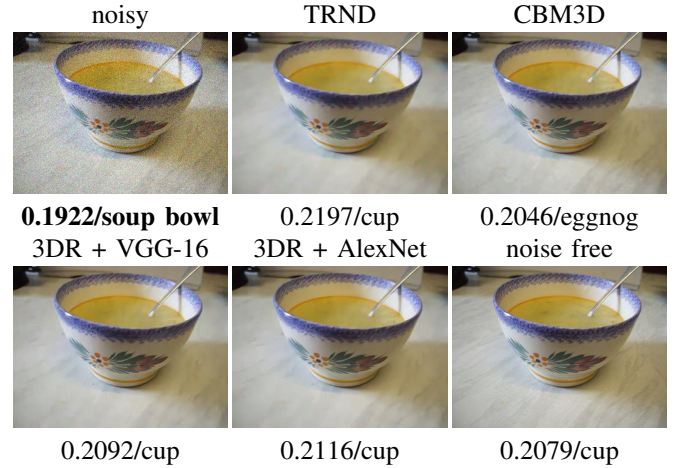 noisy TRND CBM3D
0.1922/soup bowl 0.2197/cup 0.2046/eggnog
3DR + VGG-16 3DR + AlexNet noise free
0.2092/cup 0.2116/cup 0.2079/cup